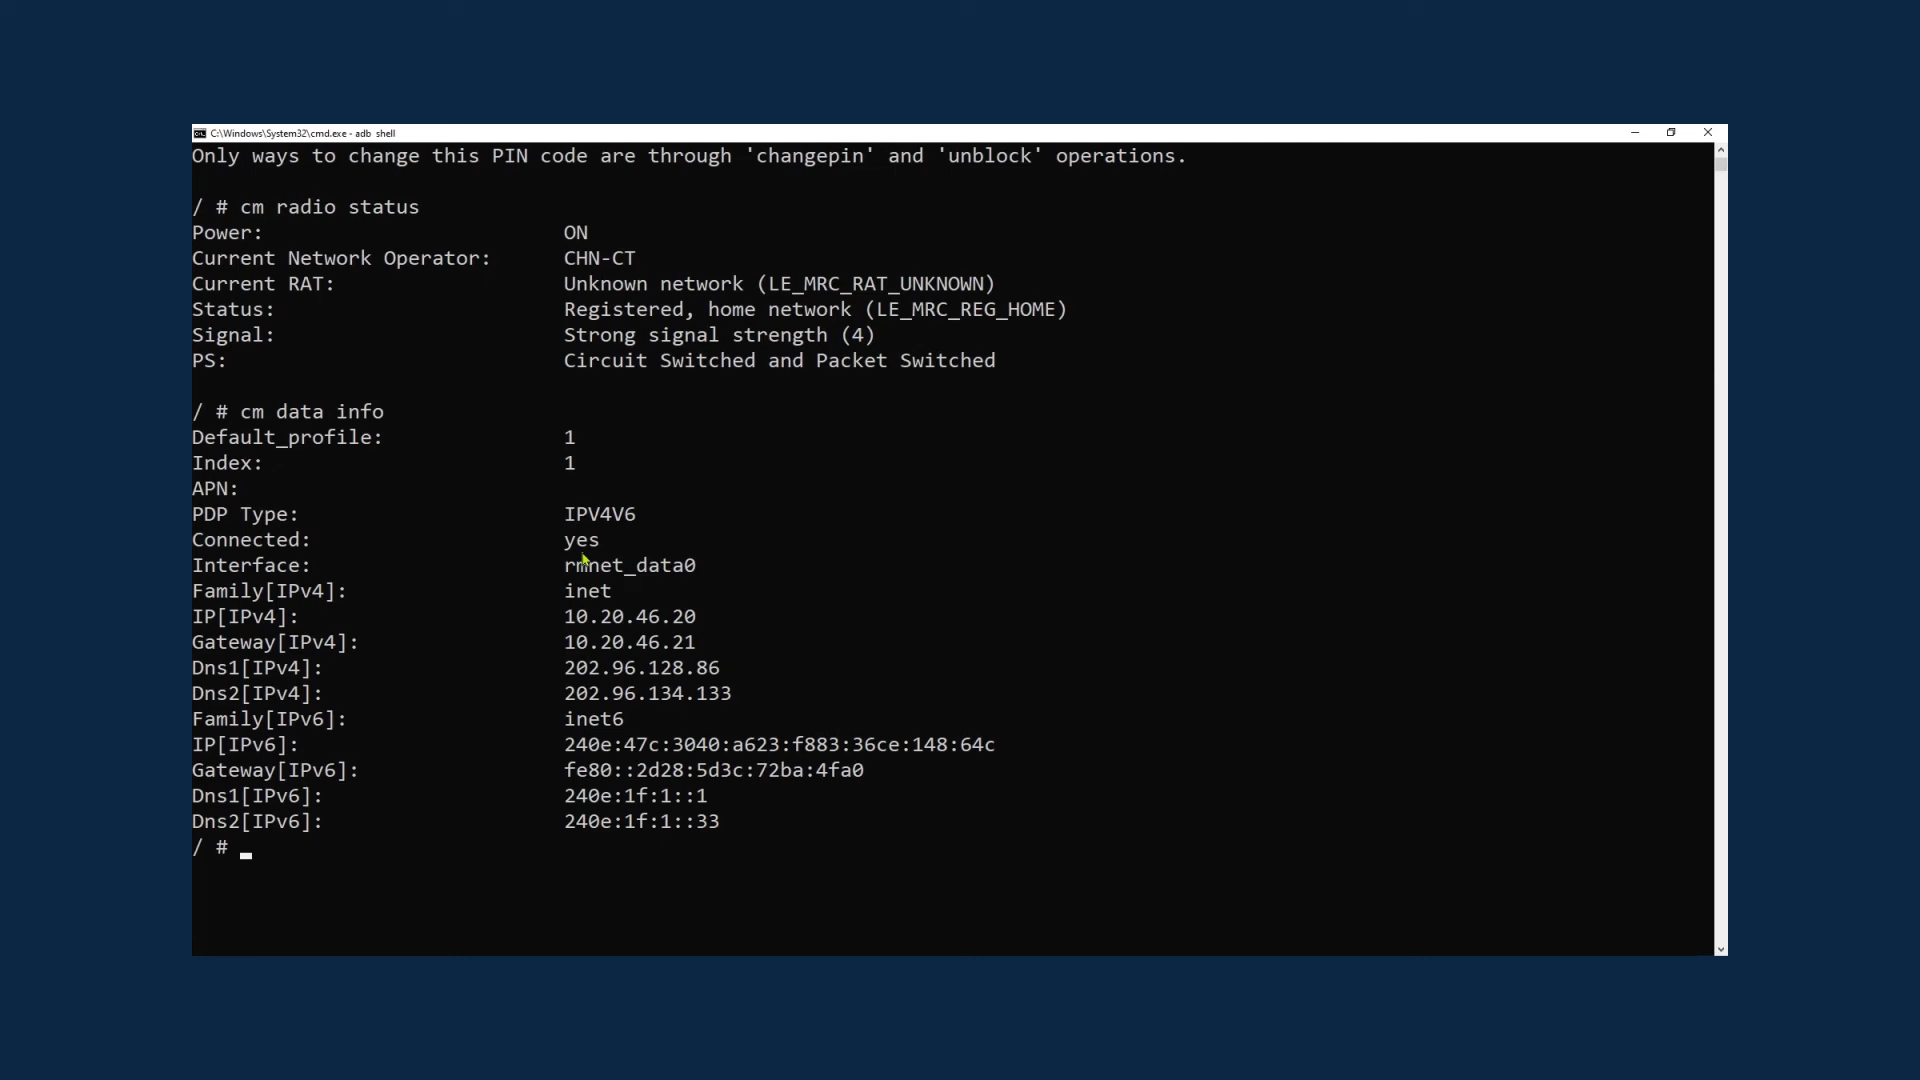 C:\Windows\System32\cmd.exe - adb shell
Only ways to change this PIN code are through 'changepin' and 'unblock' operations.
/ # cm radio status
Power: ON
Current Network Operator: CHN-CT
Current RAT: Unknown network (LE_MRC_RAT_UNKNOWN)
Status: Registered, home network (LE_MRC_REG_HOME)
Signal: Strong signal strength (4)
PS: Circuit Switched and Packet Switched
/ # cm data info
Default_profile: 1
Index: 1
APN:
PDP Type: IPV4V6
Connected: yes
Interface: rmnet_data0
Family[IPv4]: inet
IP[IPv4]: 10.20.46.20
Gateway[IPv4]: 10.20.46.21
Dns1[IPv4]: 202.96.128.86
Dns2[IPv4]: 202.96.134.133
Family[IPv6]: inet6
IP[IPv6]: 240e:47c:3040:a623:f883:36ce:148:64c
Gateway[IPv6]: fe80::2d28:5d3c:72ba:4fa0
Dns1[IPv6]: 240e:1f:1::1
Dns2[IPv6]: 240e:1f:1::33
/ #